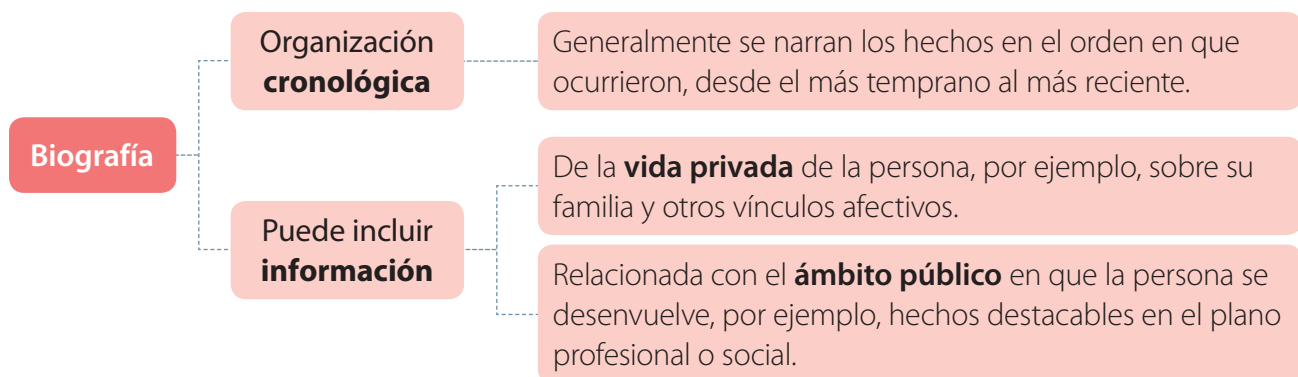 Biografía
Organización
cronológica
Generalmente se narran los hechos en el orden en que
ocurrieron, desde el más temprano al más reciente.
Puede incluir
información
De la vida privada de la persona, por ejemplo, sobre su
familia y otros vínculos afectivos.
Relacionada con el ámbito público en que la persona se
desenvuelve, por ejemplo, hechos destacables en el plano
profesional o social.